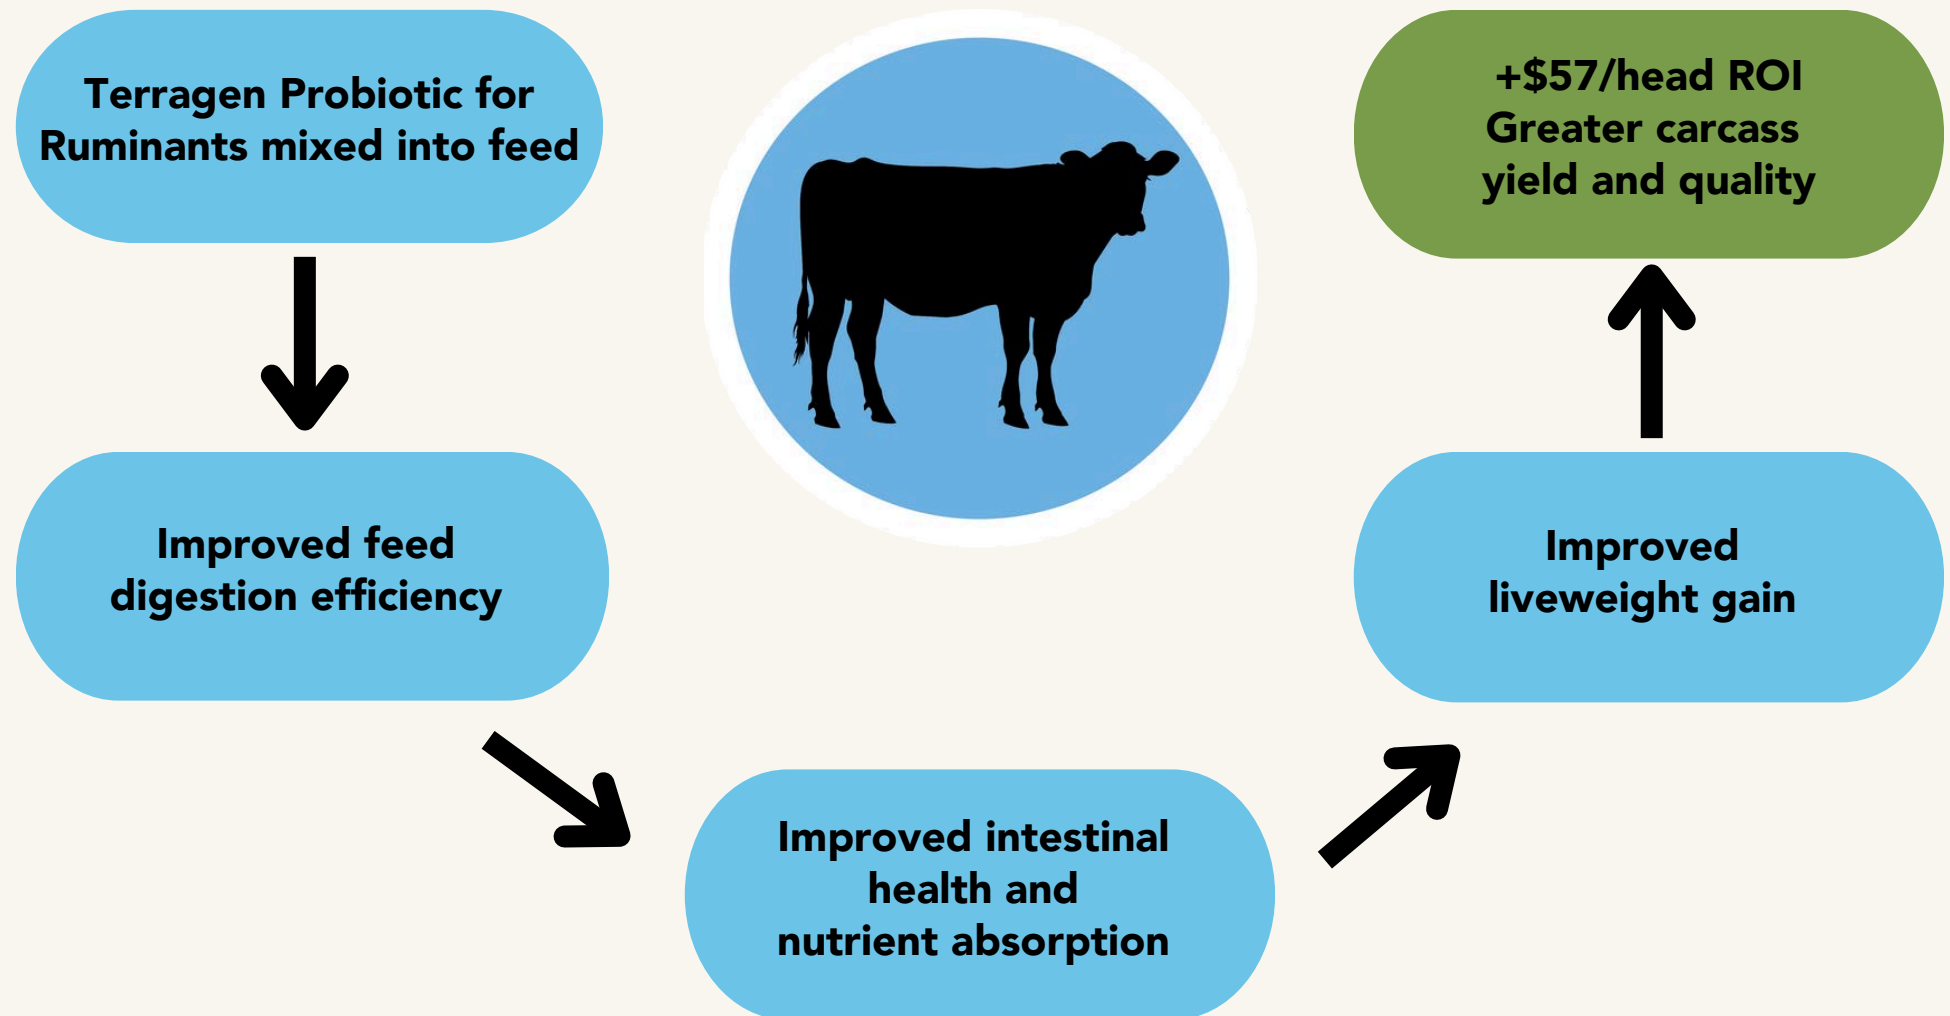 Terragen Probiotic for
Ruminants mixed into feed
Improved feed
digestion efficiency
Improved intestinal
health and
nutrient absorption
Improved
liveweight gain
+$57/head ROI
Greater carcass
yield and quality